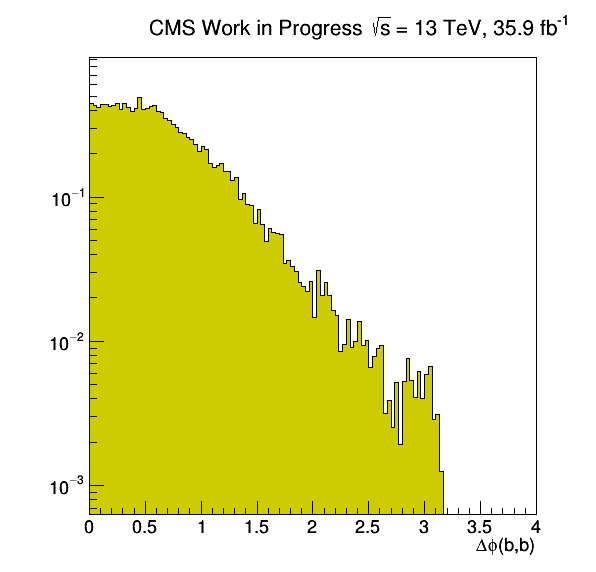 CMS Work in Progress √s = 13 TeV, 35.9 fb⁻¹
10⁻¹
10⁻²
10⁻³
0 0.5 1 1.5 2 2.5 3 3.5 4
Δϕ(b,b)